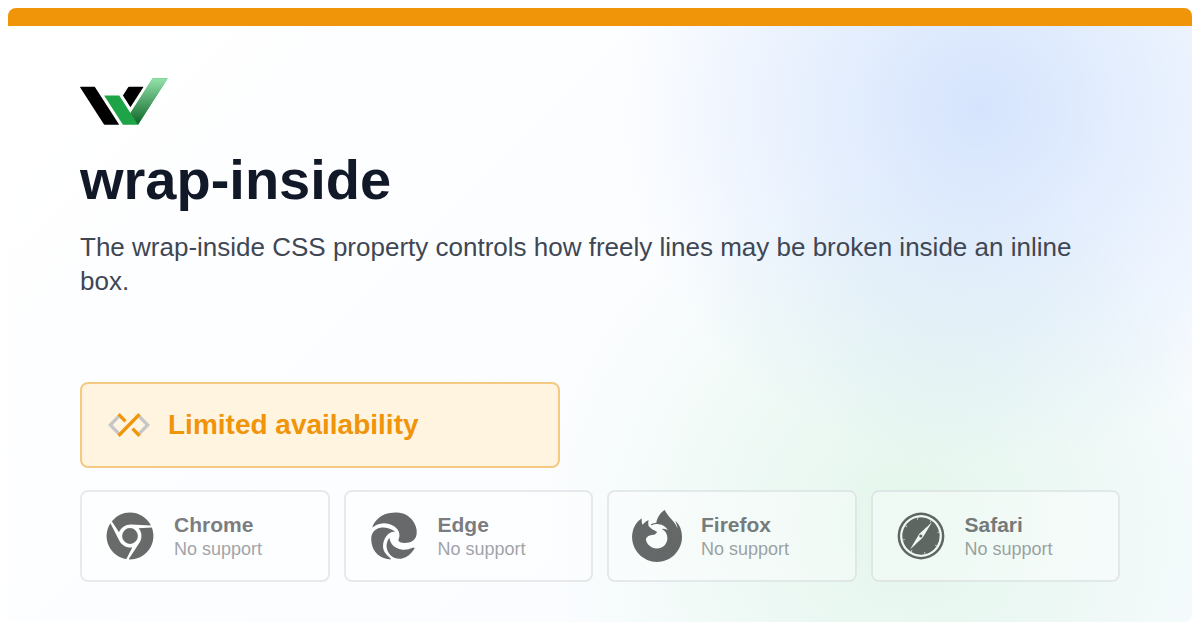 wrap-inside
The wrap-inside CSS property controls how freely lines may be broken inside an inline
box.
Limited availability
Chrome
No support
Edge
No support
Firefox
No support
Safari
No support